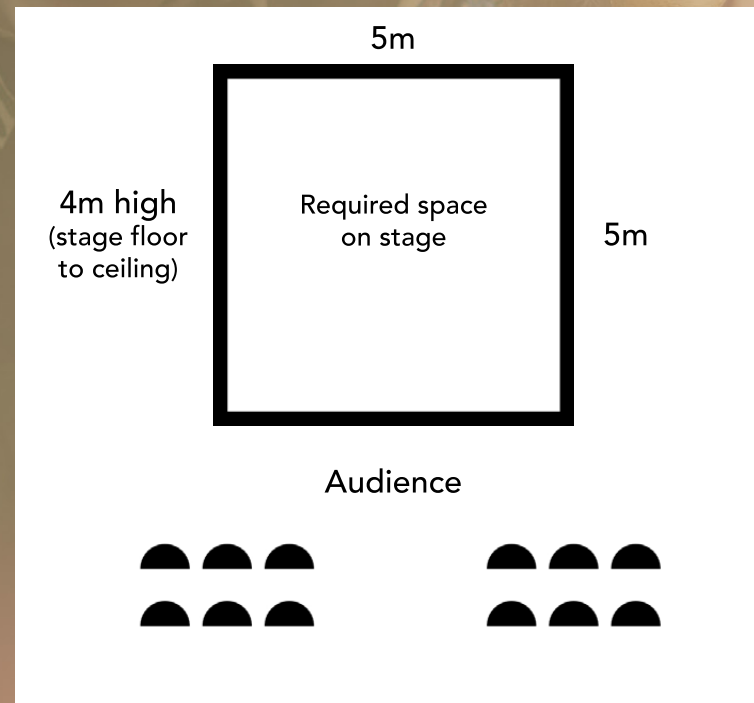 5m
4m high
(stage floor
to ceiling)
Required space
on stage
5m
Audience